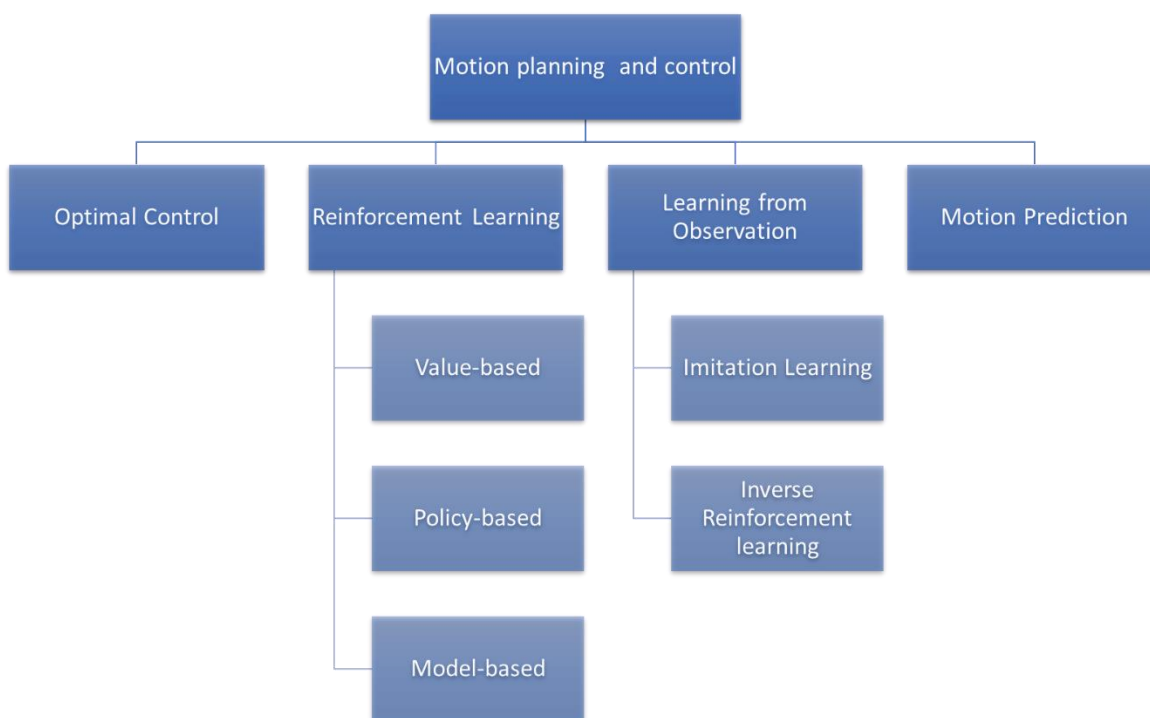 Motion planning and control
Optimal Control
Reinforcement Learning
Learning from
Observation
Motion Prediction
Value-based
Policy-based
Model-based
Imitation Learning
Inverse
Reinforcement
learning